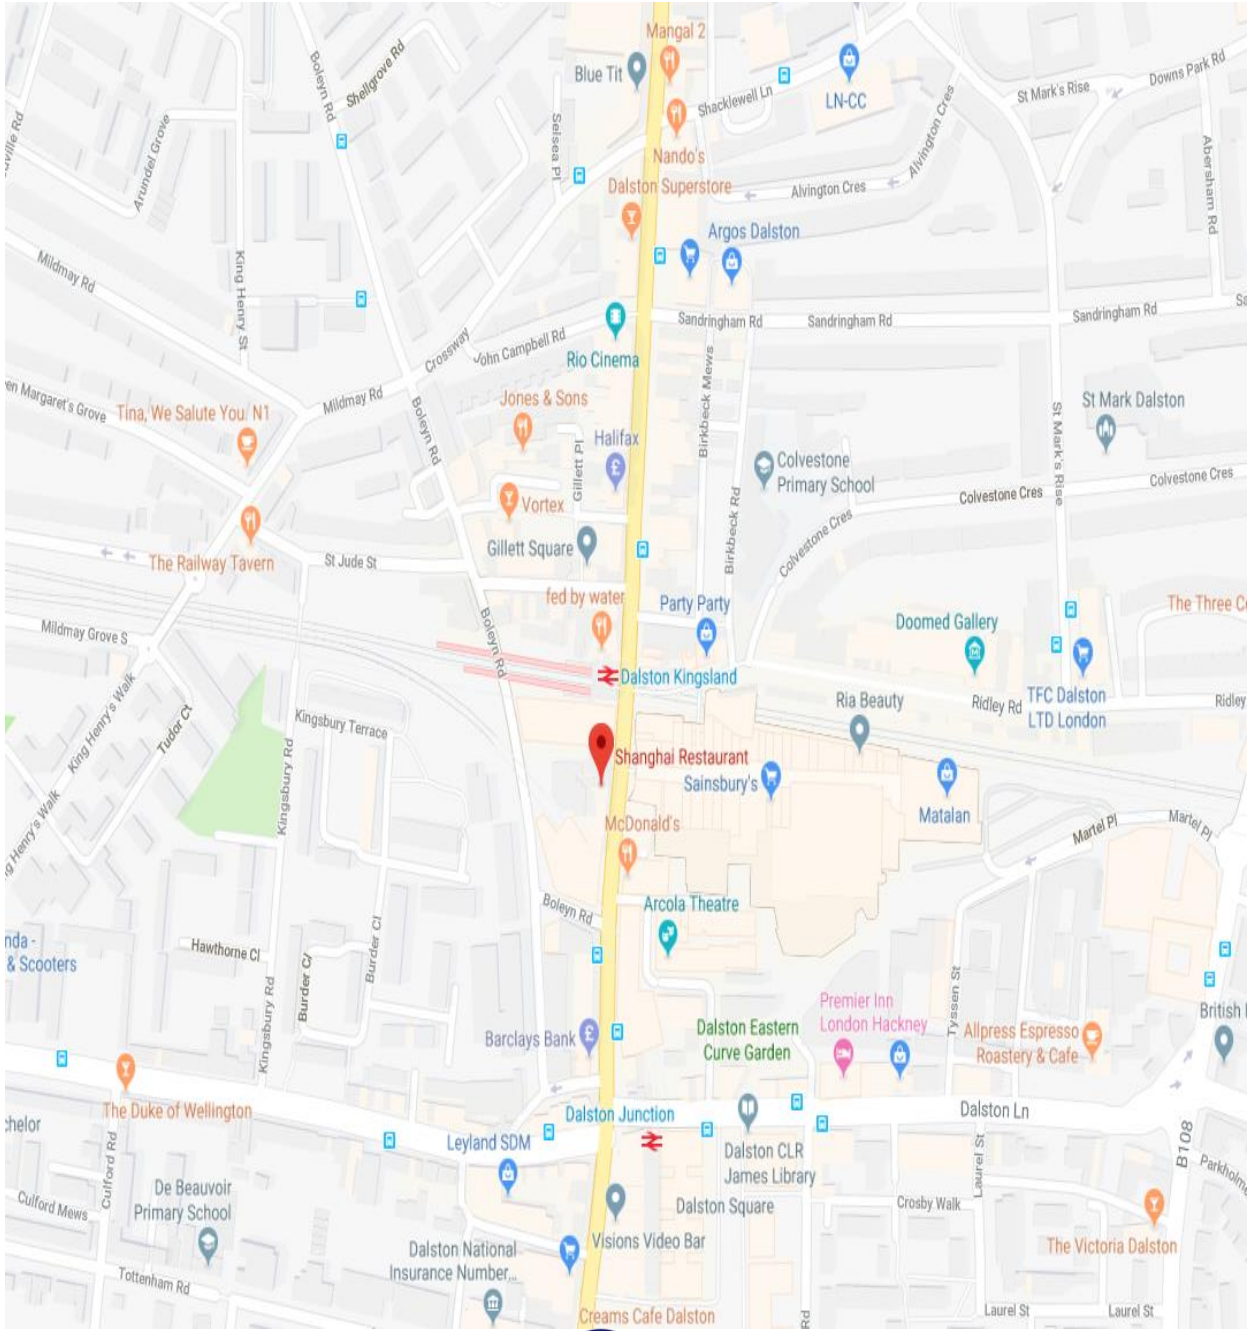 Mangal 2
Blue Tit
Shacklewell Ln
LN-CC
Downs Park Rd
St Mark's Rise
Boleyn Rd
Shellgrove Rd
Arundel Grove
Selsea Pl
Nando's
Alvington Cres
Alvington Cres
Abersham Rd
Dalston Superstore
Argos Dalston
Mildmay Rd
King Henry St
Sandringham Rd
Sandringham Rd
Sandringham Rd
Rio Cinema
John Campbell Rd
Crossway
Mildmay Rd
Birkbeck Mews
Tina, We Salute You. N1
Boleyn Rd
Jones & Sons
Halifax
Gillett Pl
St Mark Dalston
St Mark's Rise
Colvestone
Primary School
Colvestone Cres
Colvestone Cres
Colvestone Cres
Vortex
Gillett Square
Birkbeck Rd
The Railway Tavern
St Jude St
fed by water
Party Party
Doomed Gallery
Mildmay Grove S
Boleyn Rd
Dalston Kingsland
TFC Dalston
LTD London
Ridley Rd
Ridley
Ria Beauty
King Henry's Walk
Tudor Ct
Kingsbury Terrace
Kingsbury Rd
Shanghai Restaurant
Sainsbury's
Matalan
McDonald's
Martel Pl
Martel Pl
Boleyn Rd
Arcola Theatre
Hawthorne Cl
& Scooters
Burder Cl
Burder Cl
Kingsbury Rd
Tyssen St
Barclays Bank
Dalston Eastern
Curve Garden
Premier Inn
London Hackney
Allpress Espresso
Roastery & Cafe
British
The Duke of Wellington
Dalston Junction
Dalston Ln
Leyland SDM
Dalston CLR
James Library
Laurel St
B108
Culford Rd
Culford Mews
De Beauvoir
Primary School
Dalston Square
Crosby Walk
Visions Video Bar
The Victoria Dalston
Dalston National
Insurance Number...
Tottenham Rd
Creams Cafe Dalston
Rd
Laurel St
Laurel St